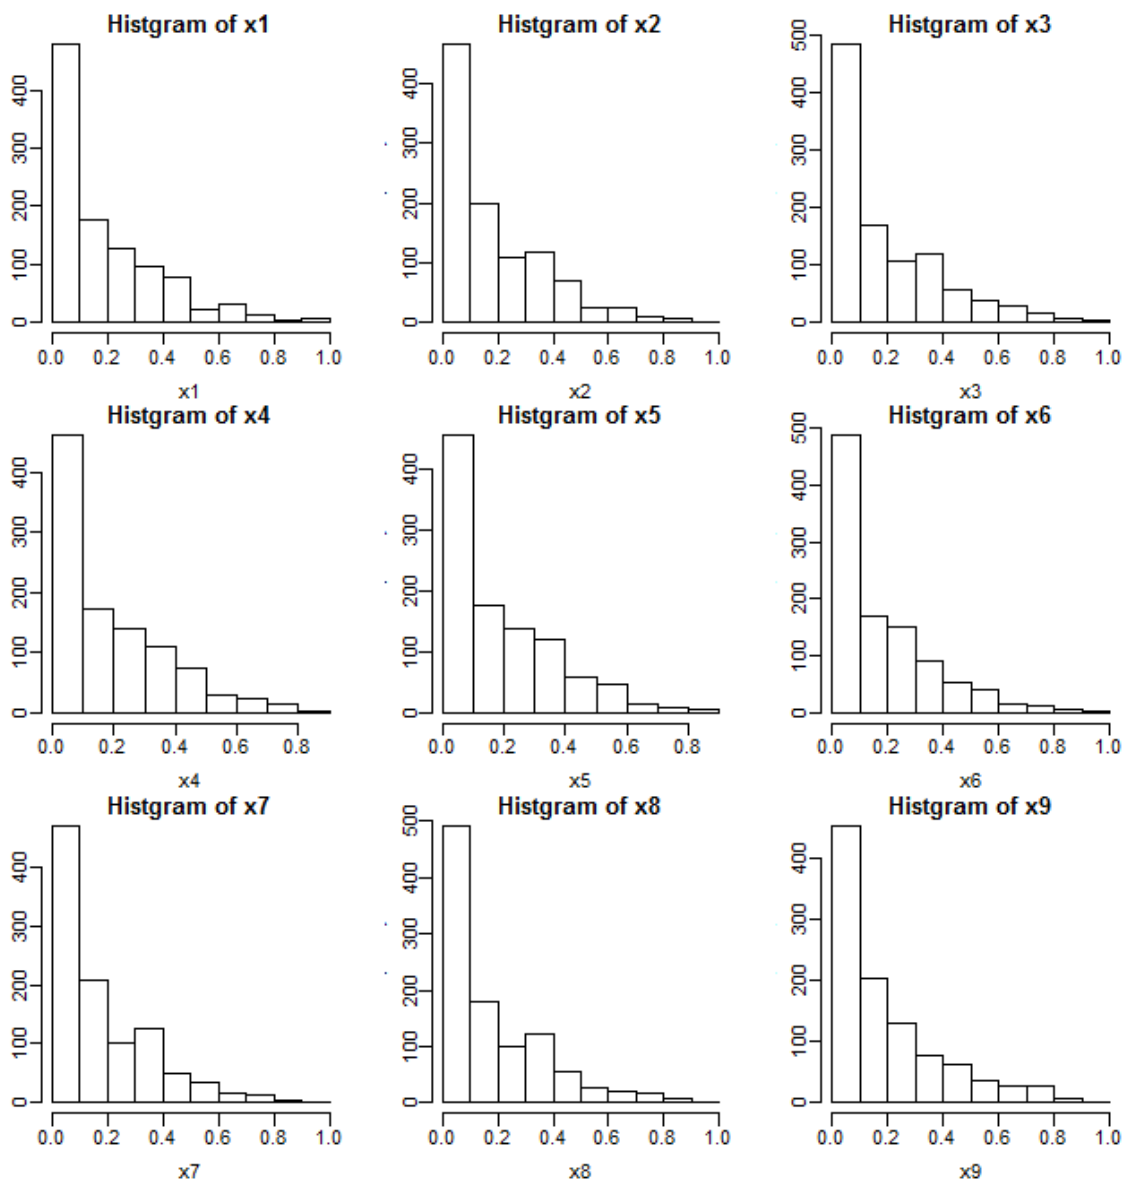 Histgram of x1
400
300
200
100
0
0.0 0.2 0.4 0.6 0.8 1.0
x1
Histgram of x2
400
300
200
100
0
0.0 0.2 0.4 0.6 0.8 1.0
x2
Histgram of x3
500
400
300
200
100
0
0.0 0.2 0.4 0.6 0.8 1.0
x3
Histgram of x4
400
300
200
100
0
0.0 0.2 0.4 0.6 0.8
x4
Histgram of x5
400
300
200
100
0
0.0 0.2 0.4 0.6 0.8
x5
Histgram of x6
500
400
300
200
100
0
0.0 0.2 0.4 0.6 0.8 1.0
x6
Histgram of x7
400
300
200
100
0
0.0 0.2 0.4 0.6 0.8 1.0
x7
Histgram of x8
500
400
300
200
100
0
0.0 0.2 0.4 0.6 0.8 1.0
x8
Histgram of x9
400
300
200
100
0
0.0 0.2 0.4 0.6 0.8 1.0
x9